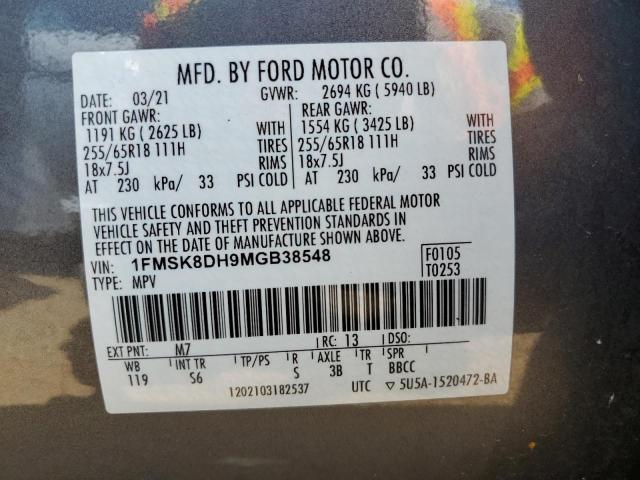 MFD. BY FORD MOTOR CO.
DATE: 03/21 GVWR: 2694 KG ( 5940 LB)
FRONT GAWR: REAR GAWR:
1191 KG ( 2625 LB) WITH 1554 KG ( 3425 LB) WITH
255/65R18 111H TIRES 255/65R18 111H TIRES
18x7.5J RIMS 18x7.5J RIMS
AT 230 kPa/ 33 PSI COLD AT 230 kPa/ 33 PSI COLD
THIS VEHICLE CONFORMS TO ALL APPLICABLE FEDERAL MOTOR
VEHICLE SAFETY AND THEFT PREVENTION STANDARDS IN
EFFECT ON THE DATE OF MANUFACTURE SHOWN ABOVE.
VIN: 1FMSK8DH9MGB38548 F0105
TYPE: MPV T0253
EXT PNT: M7 RC: 13 DSO:
WB INT TR TP/PS R AXLE TR SPR
119 S6 S 3B T BBCC
1202103182537 UTC ▽ 5U5A-1520472-BA